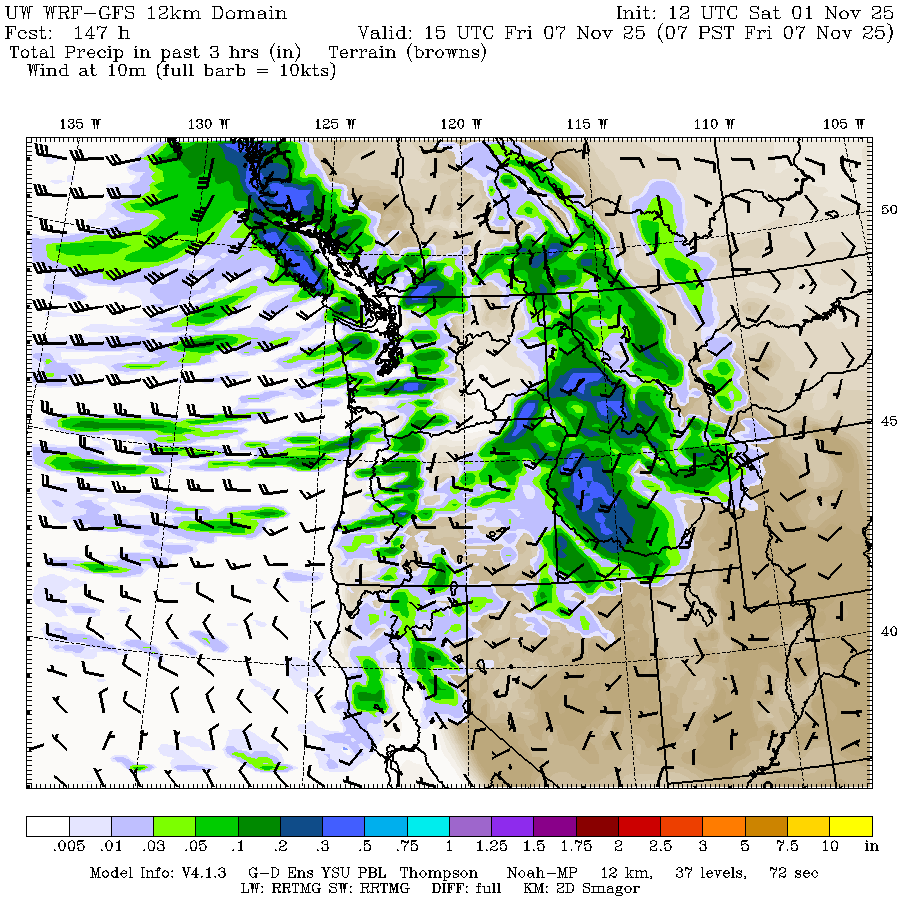 UW WRF-GFS 12km Domain Init: 12 UTC Sat 01 Nov 25
Fcst: 147 h Valid: 15 UTC Fri 07 Nov 25 (07 PST Fri 07 Nov 25)
Total Precip in past 3 hrs (in) Terrain (browns)
Wind at 10m (full barb = 10kts)
135 W 130 W 125 W 120 W 115 W 110 W 105 W
50
45
40
.005 .01 .03 .05 .1 .2 .3 .5 .75 1 1.25 1.5 1.75 2 2.5 3 5 7.5 10 in
Model Info: V4.1.3 G-D Ens YSU PBL Thompson Noah-MP 12 km, 37 levels, 72 sec
LW: RRTMG SW: RRTMG DIFF: full KM: 2D Smagor